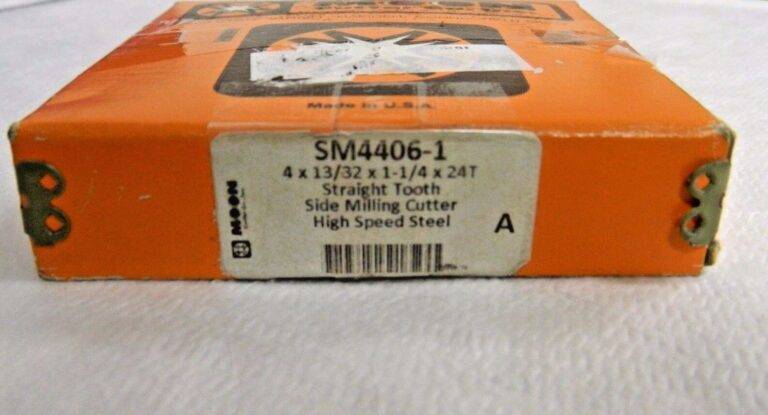 MOON
Made in U.S.A.
SM4406-1
4 x 13/32 x 1-1/4 x 24T
Straight Tooth
Side Milling Cutter
High Speed Steel
A
MOON